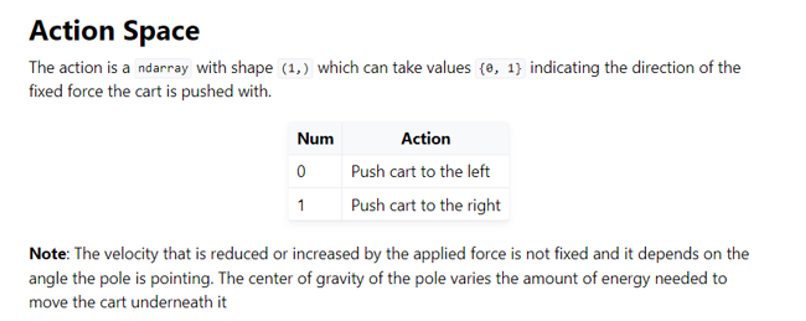 Action Space
The action is a ndarray with shape (1,) which can take values {0, 1} indicating the direction of the
fixed force the cart is pushed with.
Num Action
0 Push cart to the left
1 Push cart to the right
Note: The velocity that is reduced or increased by the applied force is not fixed and it depends on the
angle the pole is pointing. The center of gravity of the pole varies the amount of energy needed to
move the cart underneath it